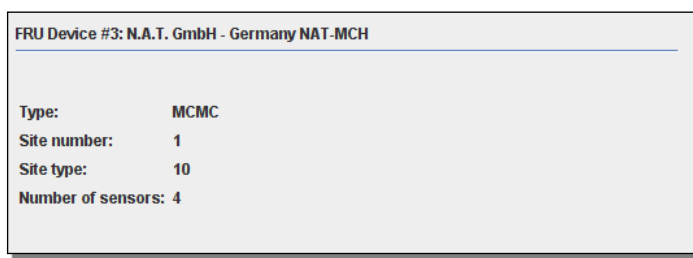 FRU Device #3: N.A.T. GmbH - Germany NAT-MCH
Type: MCMC
Site number: 1
Site type: 10
Number of sensors: 4